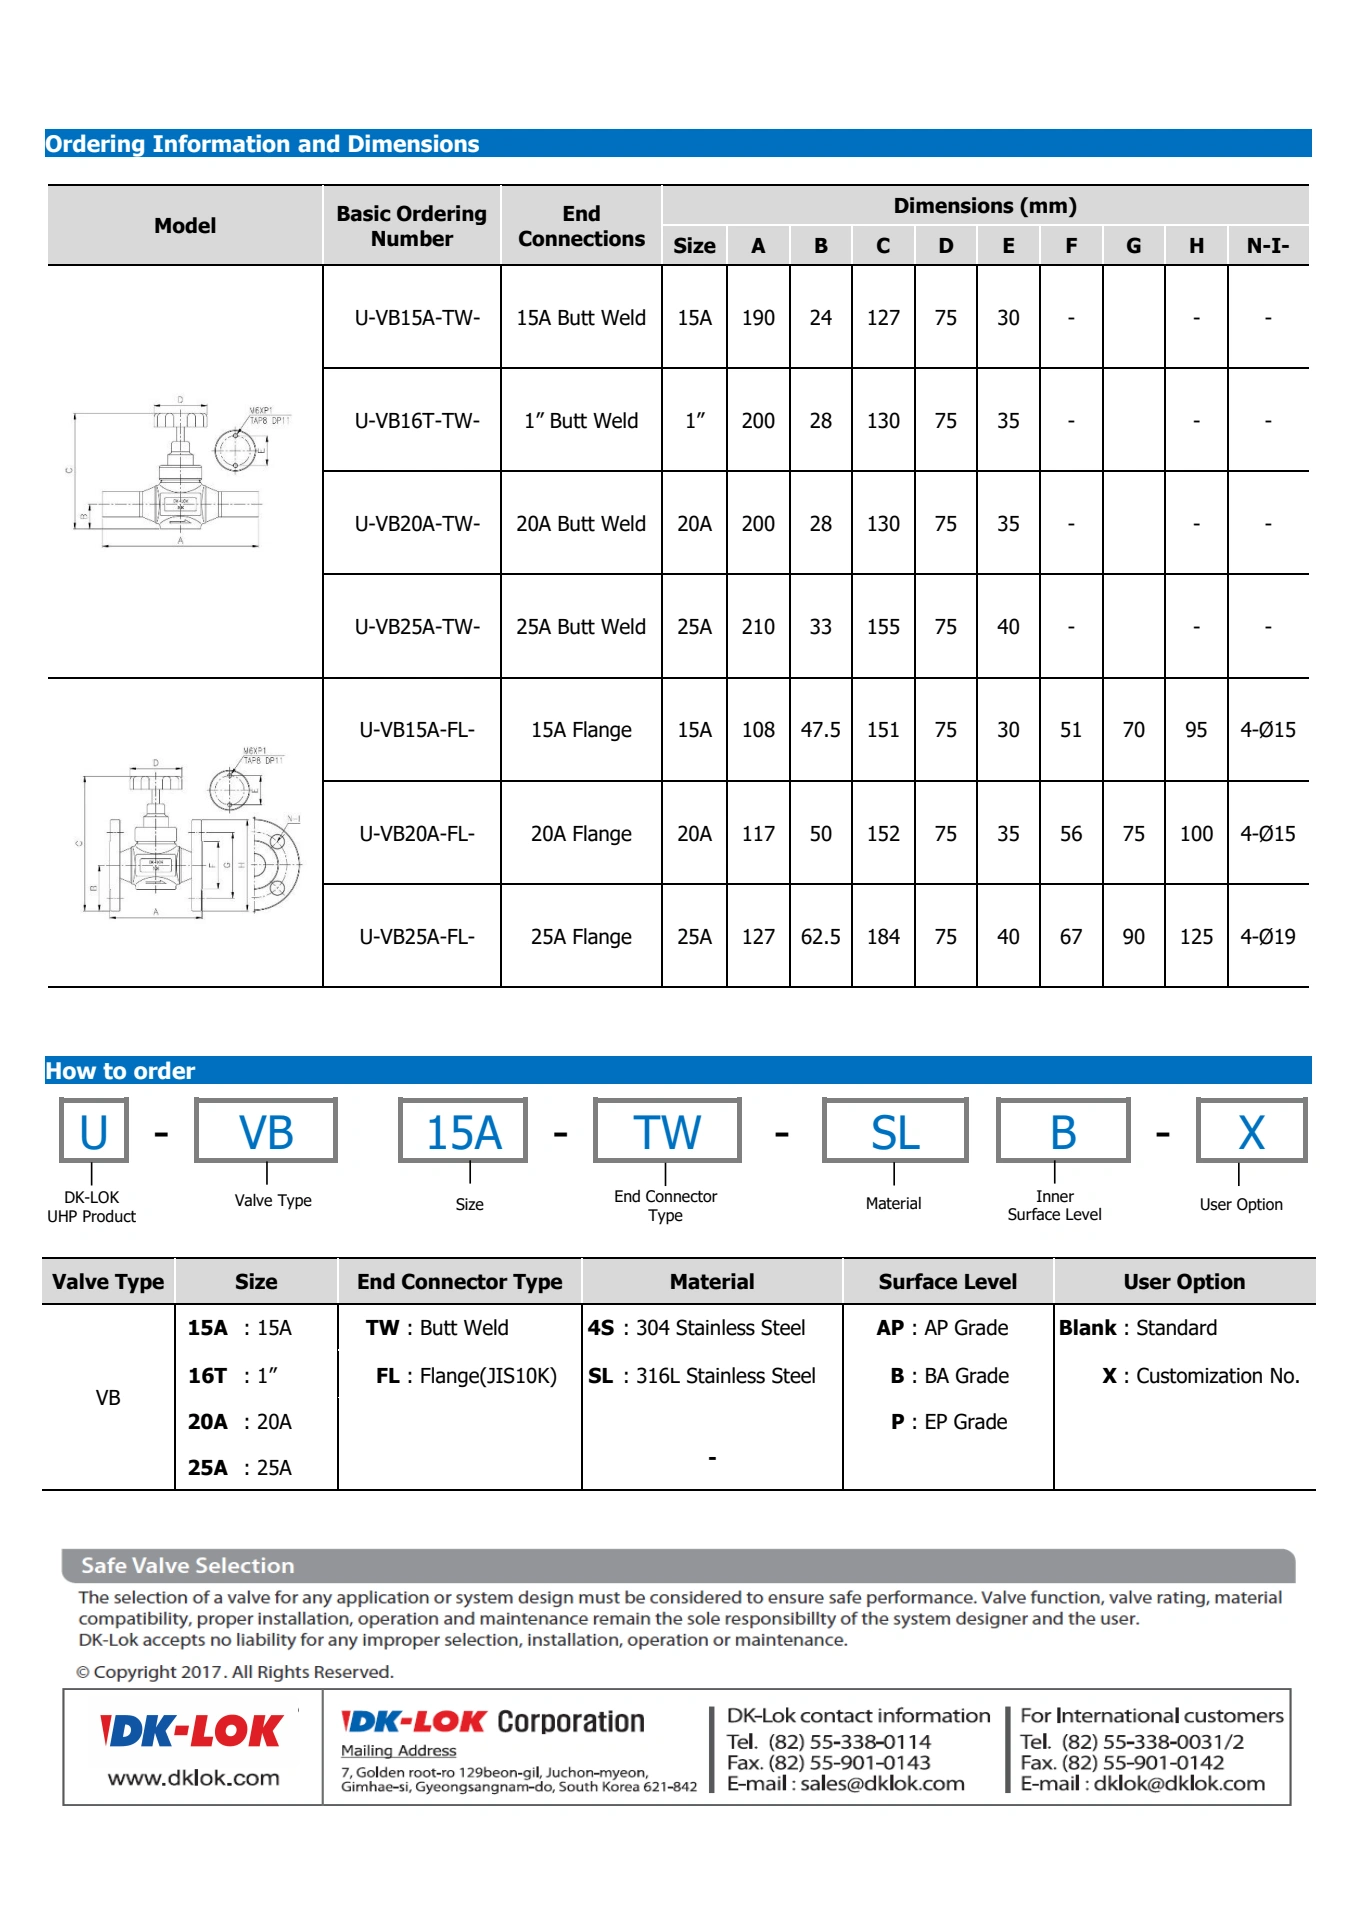 Ordering Information and Dimensions
Model Basic Ordering Number End Connections Dimensions (mm)
Size A B C D E F G H N-I-
U-VB15A-TW- 15A Butt Weld 15A 190 24 127 75 30 - - -
U-VB16T-TW- 1” Butt Weld 1” 200 28 130 75 35 - - -
U-VB20A-TW- 20A Butt Weld 20A 200 28 130 75 35 - - -
U-VB25A-TW- 25A Butt Weld 25A 210 33 155 75 40 - - -
D
M6XP1
TAP8 DP11
E
C
B
DK-LOK
A
U-VB15A-FL- 15A Flange 15A 108 47.5 151 75 30 51 70 95 4-Ø15
U-VB20A-FL- 20A Flange 20A 117 50 152 75 35 56 75 100 4-Ø15
U-VB25A-FL- 25A Flange 25A 127 62.5 184 75 40 67 90 125 4-Ø19
M6XP1
TAP8 DP11
D
E
N-I
C
B
F G H
A
How to order
U - VB 15A - TW - SL B - X
DK-LOK
UHP Product
Valve Type
Size
End Connector
Type
Material
Inner
Surface Level
User Option
Valve Type Size End Connector Type Material Surface Level User Option
15A : 15A TW : Butt Weld 4S : 304 Stainless Steel AP : AP Grade Blank : Standard
16T : 1” FL : Flange(JIS10K) SL : 316L Stainless Steel B : BA Grade X : Customization No.
VB
20A : 20A P : EP Grade
-
25A : 25A
Safe Valve Selection
The selection of a valve for any application or system design must be considered to ensure safe performance. Valve function, valve rating, material
compatibility, proper installation, operation and maintenance remain the sole responsibillty of the system designer and the user.
DK-Lok accepts no liability for any improper selection, installation, operation or maintenance.
© Copyright 2017. All Rights Reserved.
DK-LOK
www.dklok.com
DK-LOK Corporation
Mailing Address
7, Golden root-ro 129beon-gil, Juchon-myeon,
Gimhae-si, Gyeongsangnam-do, South Korea 621-842
DK-Lok contact information
Tel. (82) 55-338-0114
Fax. (82) 55-901-0143
E-mail : sales@dklok.com
For International customers
Tel. (82) 55-338-0031/2
Fax. (82) 55-901-0142
E-mail : dklok@dklok.com